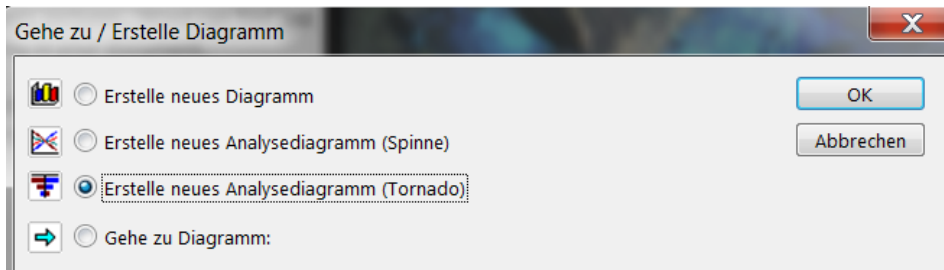 Gehe zu / Erstelle Diagramm
Erstelle neues Diagramm
OK
Erstelle neues Analysediagramm (Spinne)
Abbrechen
Erstelle neues Analysediagramm (Tornado)
Gehe zu Diagramm: